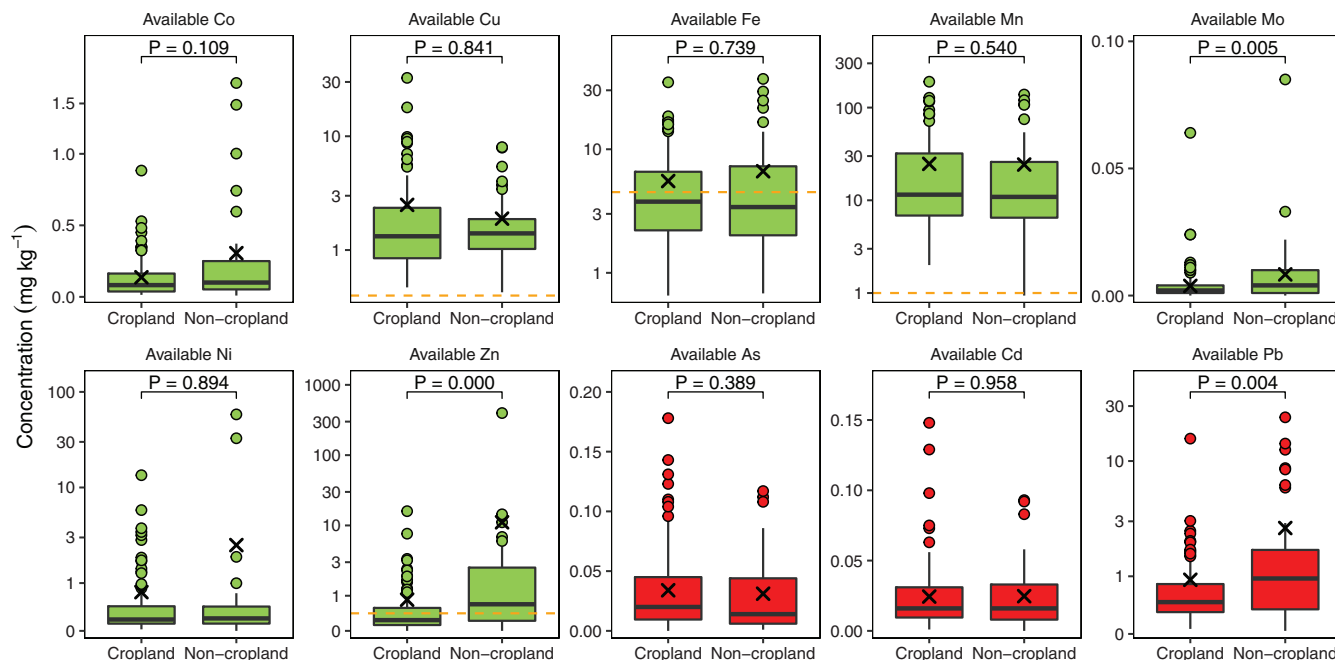 Available Co
Available Cu
Available Fe
Available Mn
Available Mo
P = 0.109
P = 0.841
P = 0.739
P = 0.540
P = 0.005
1.5
1.0
0.5
0.0
30
10
3
1
30
10
3
1
300
100
30
10
3
1
0.10
0.05
0.00
Cropland Non−cropland
Cropland Non−cropland
Cropland Non−cropland
Cropland Non−cropland
Cropland Non−cropland
Concentration (mg kg−1)
Available Ni
Available Zn
Available As
Available Cd
Available Pb
P = 0.894
P = 0.000
P = 0.389
P = 0.958
P = 0.004
100
30
10
3
1
0
1000
300
100
30
10
3
1
0
0.20
0.15
0.10
0.05
0.00
0.15
0.10
0.05
0.00
30
10
3
1
0
Cropland Non−cropland
Cropland Non−cropland
Cropland Non−cropland
Cropland Non−cropland
Cropland Non−cropland